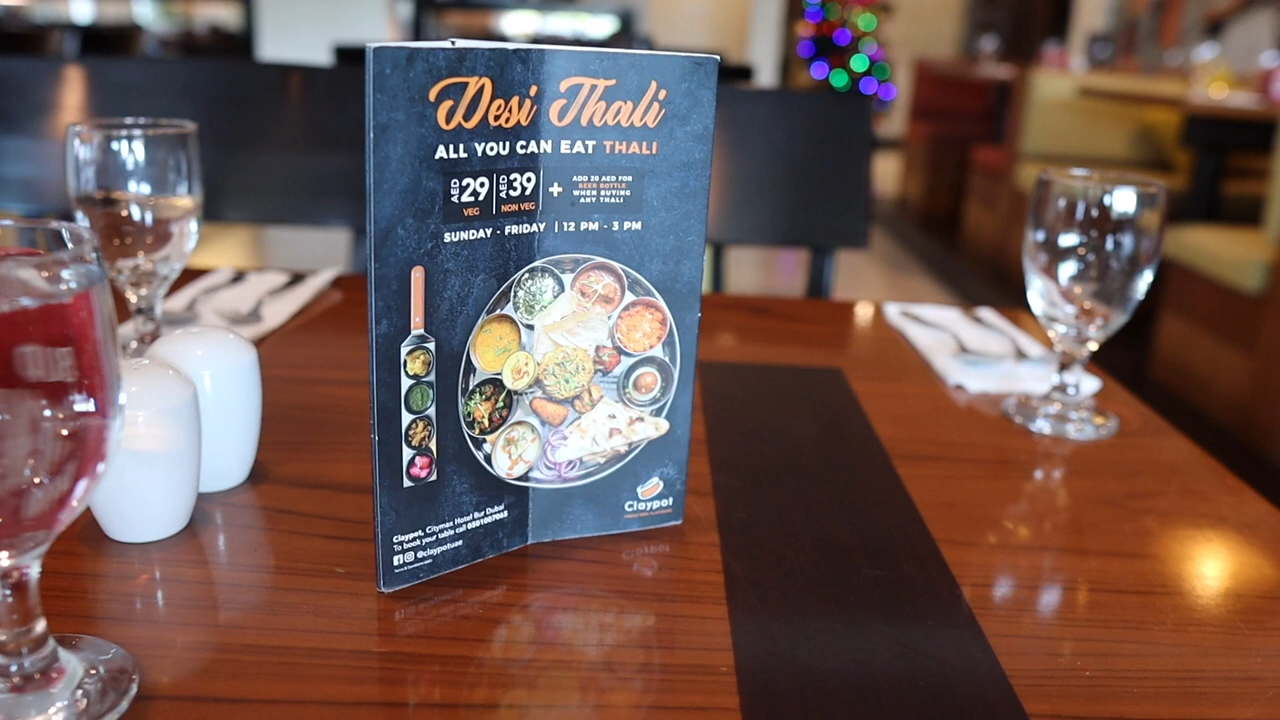 Desi Thali
ALL YOU CAN EAT THALI
AED 29 VEG
AED 39 NON VEG
+
ADD 20 AED FOR
BEER BOTTLE
WHEN BUYING
ANY THALI
SUNDAY - FRIDAY | 12 PM - 3 PM
Claypot
Claypot, Citymax Hotel Bur Dubai
To book your table call 0501007065
@claypotuae